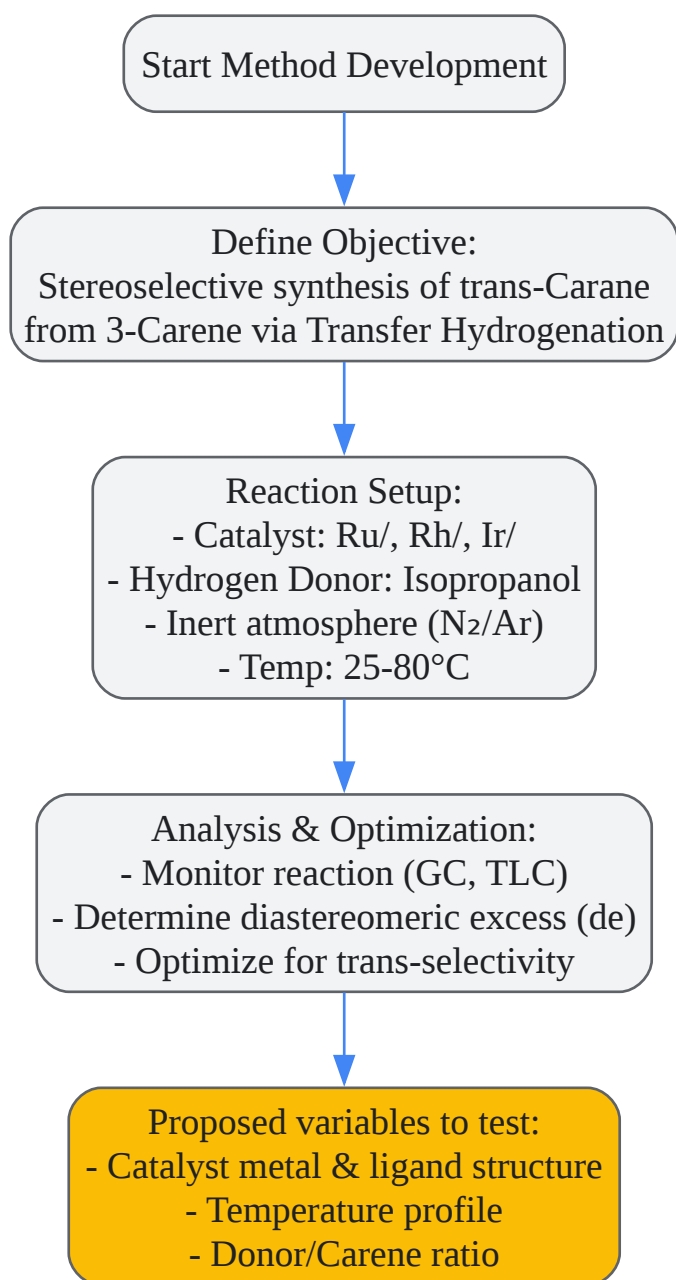 Start Method Development
Define Objective:
Stereoselective synthesis of trans-Carane
from 3-Carene via Transfer Hydrogenation
Reaction Setup:
- Catalyst: Ru/, Rh/, Ir/
- Hydrogen Donor: Isopropanol
- Inert atmosphere (N₂/Ar)
- Temp: 25-80°C
Analysis & Optimization:
- Monitor reaction (GC, TLC)
- Determine diastereomeric excess (de)
- Optimize for trans-selectivity
Proposed variables to test:
- Catalyst metal & ligand structure
- Temperature profile
- Donor/Carene ratio